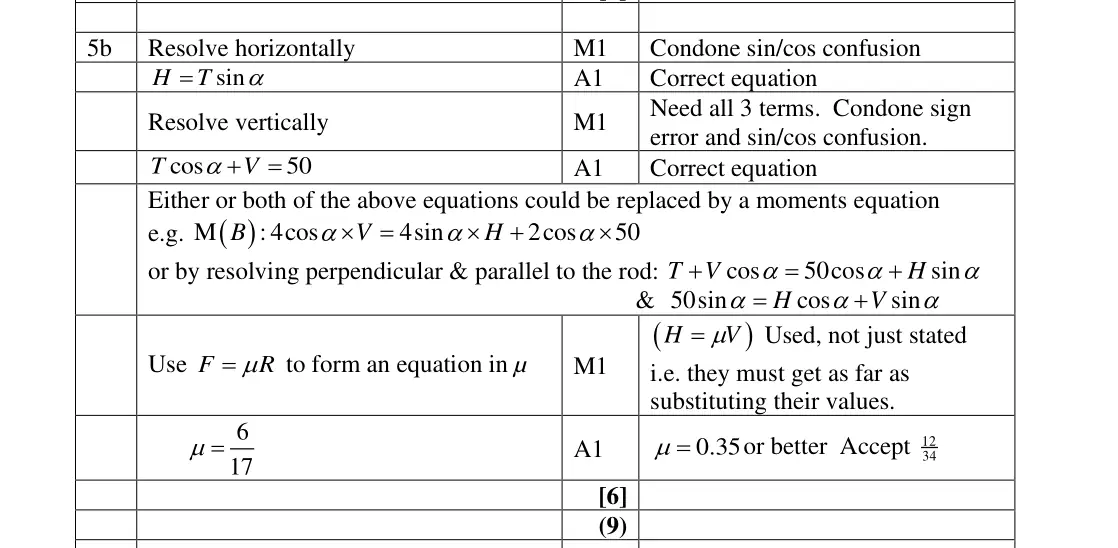 5b Resolve horizontally M1 Condone sin/cos confusion
H = T sin α A1 Correct equation
Resolve vertically M1 Need all 3 terms. Condone sign
error and sin/cos confusion.
T cos α + V = 50 A1 Correct equation
Either or both of the above equations could be replaced by a moments equation
e.g. M(B): 4cos α × V = 4sin α × H + 2cos α × 50
or by resolving perpendicular & parallel to the rod: T + V cos α = 50cos α + H sin α
& 50sin α = H cos α + V sin α
Use F = μR to form an equation in μ M1 (H = μV) Used, not just stated
i.e. they must get as far as
substituting their values.
μ = 6/17 A1 μ = 0.35 or better Accept 12/34
[6]
(9)